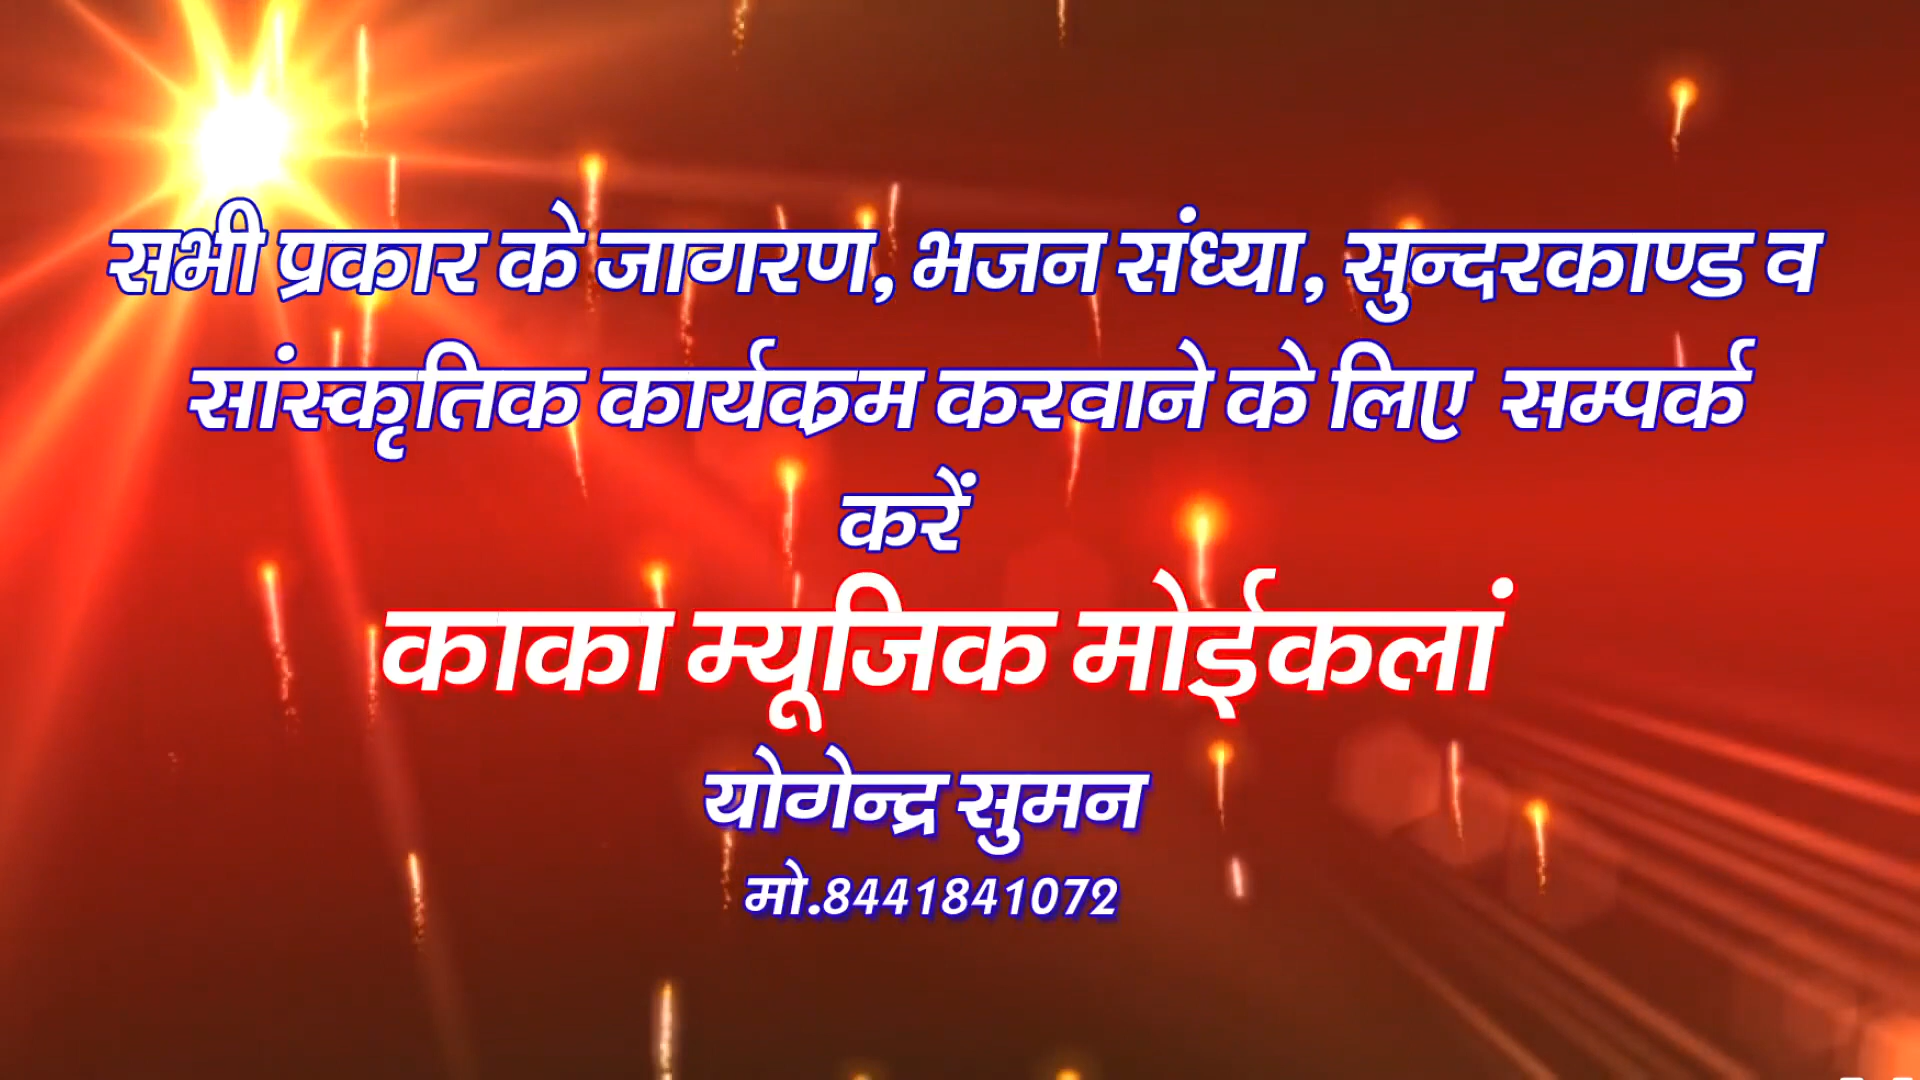 सभी प्रकार के जागरण, भजन संध्या, सुन्दरकाण्ड व
सांस्कृतिक कार्यक्रम करवाने के लिए सम्पर्क
करें
काका म्यूजिक मोईकलां
योगेन्द्र सुमन
मो.8441841072